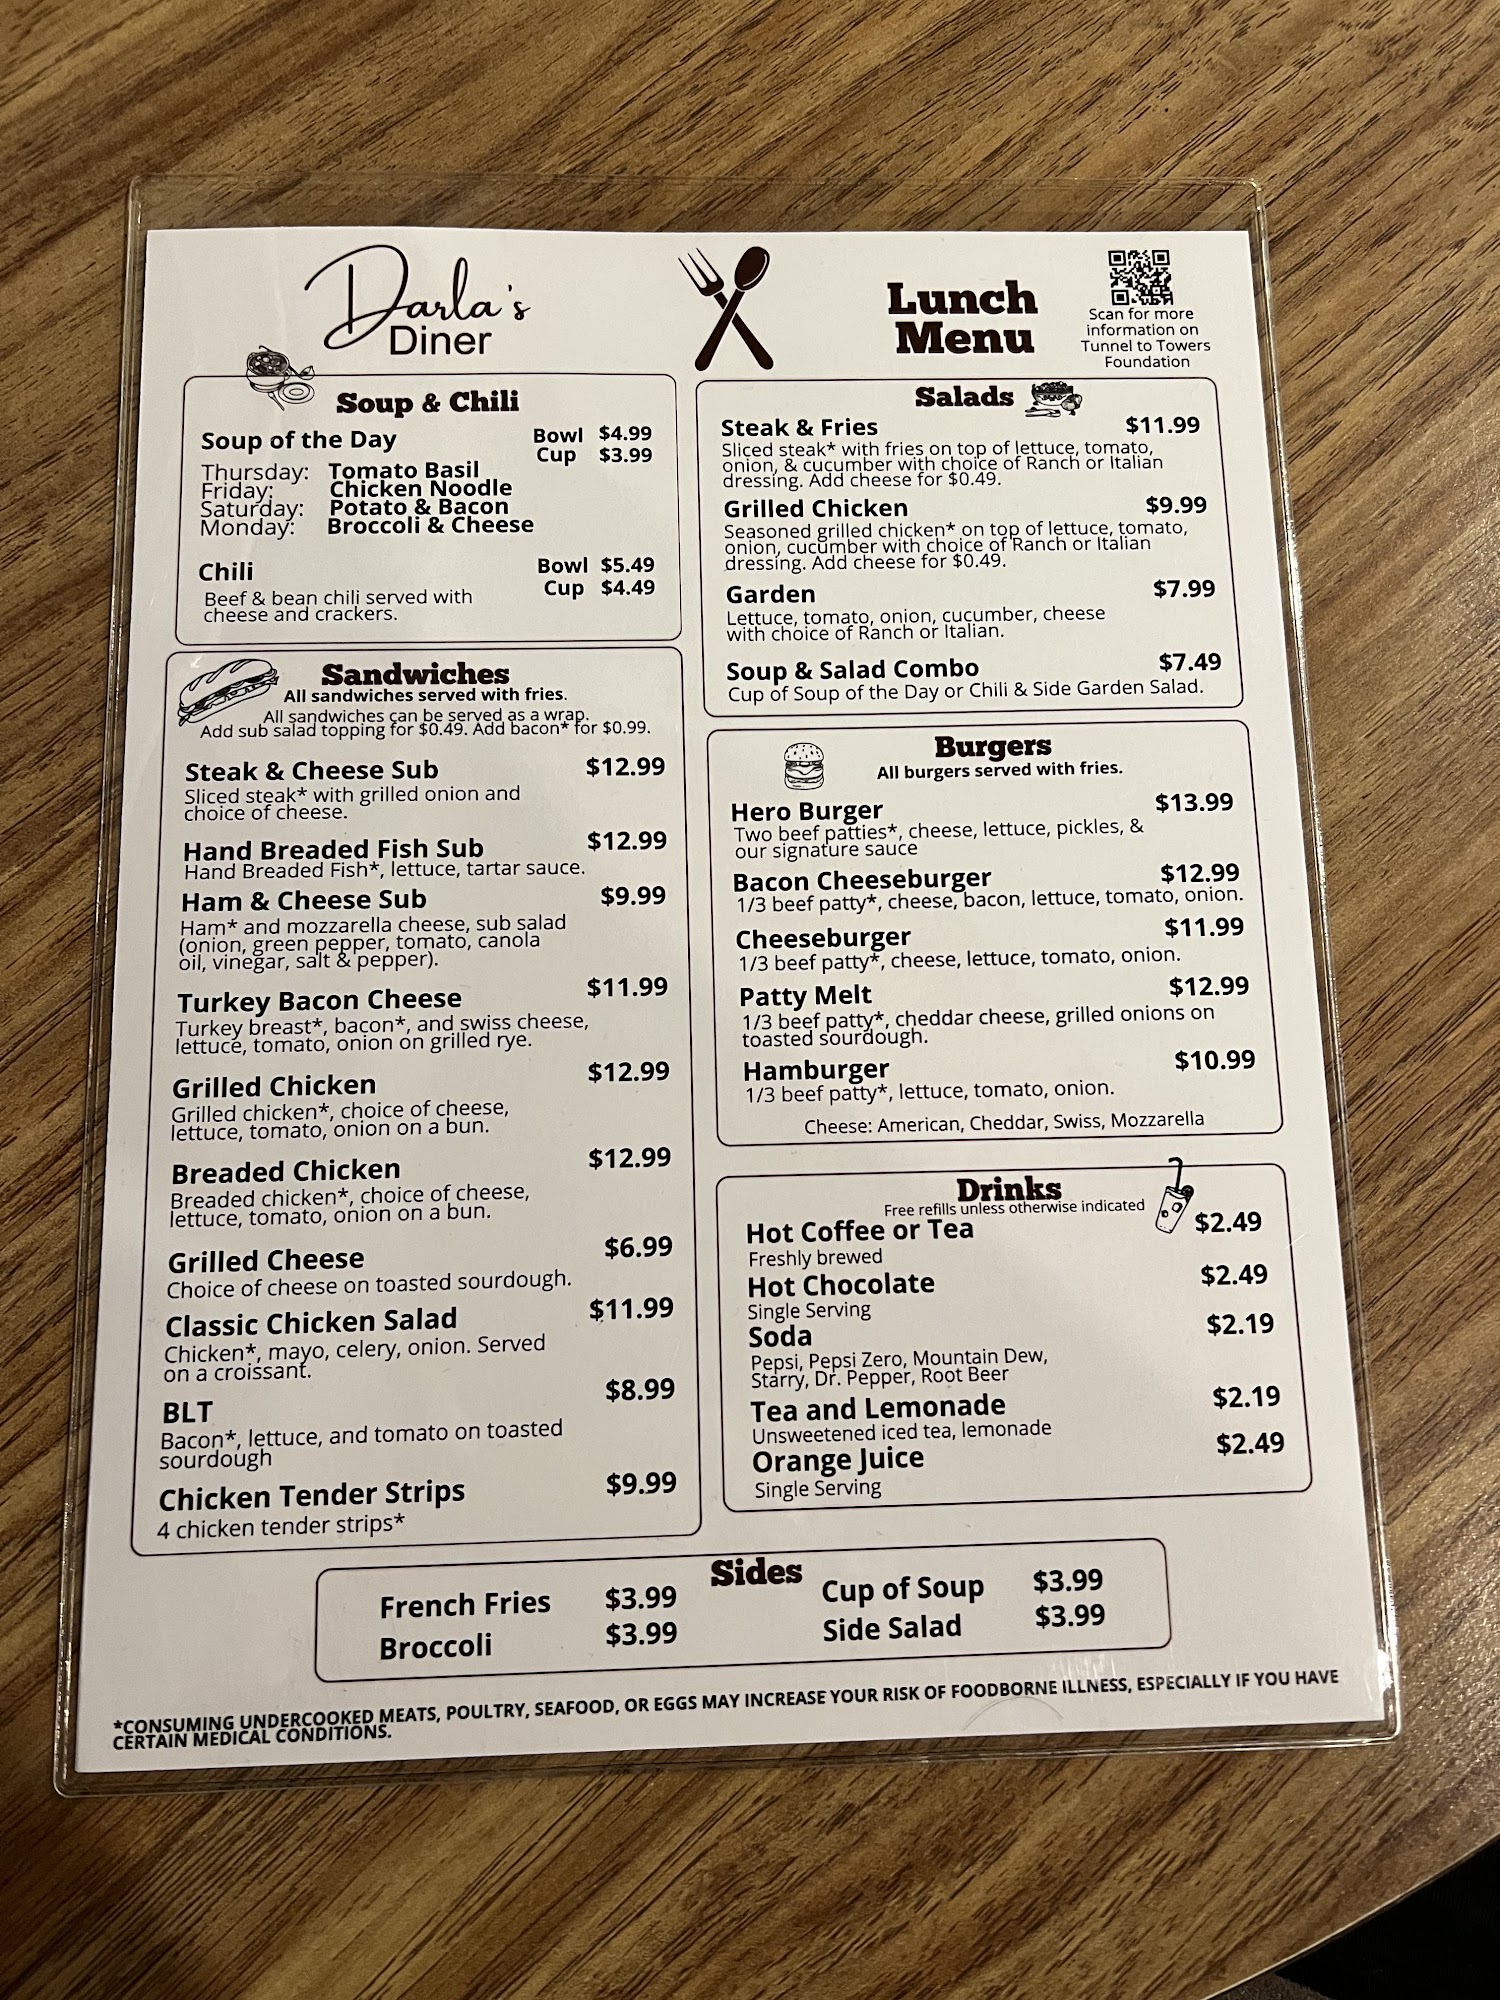 Darla's
Diner
Lunch
Menu
Scan for more
information on
Tunnel to Towers
Foundation
Soup & Chili
Soup of the Day Bowl $4.99
Cup $3.99
Thursday: Tomato Basil
Friday: Chicken Noodle
Saturday: Potato & Bacon
Monday: Broccoli & Cheese
Chili Bowl $5.49
Cup $4.49
Beef & bean chili served with
cheese and crackers.
Sandwiches
All sandwiches served with fries.
All sandwiches can be served as a wrap.
Add sub salad topping for $0.49. Add bacon* for $0.99.
Steak & Cheese Sub $12.99
Sliced steak* with grilled onion and
choice of cheese.
Hand Breaded Fish Sub $12.99
Hand Breaded Fish*, lettuce, tartar sauce.
Ham & Cheese Sub $9.99
Ham* and mozzarella cheese, sub salad
(onion, green pepper, tomato, canola
oil, vinegar, salt & pepper).
Turkey Bacon Cheese $11.99
Turkey breast*, bacon*, and swiss cheese,
lettuce, tomato, onion on grilled rye.
Grilled Chicken $12.99
Grilled chicken*, choice of cheese,
lettuce, tomato, onion on a bun.
Breaded Chicken $12.99
Breaded chicken*, choice of cheese,
lettuce, tomato, onion on a bun.
Grilled Cheese $6.99
Choice of cheese on toasted sourdough.
Classic Chicken Salad $11.99
Chicken*, mayo, celery, onion. Served
on a croissant.
BLT $8.99
Bacon*, lettuce, and tomato on toasted
sourdough
Chicken Tender Strips $9.99
4 chicken tender strips*
Salads
Steak & Fries $11.99
Sliced steak* with fries on top of lettuce, tomato,
onion, & cucumber with choice of Ranch or Italian
dressing. Add cheese for $0.49.
Grilled Chicken $9.99
Seasoned grilled chicken* on top of lettuce, tomato,
onion, cucumber with choice of Ranch or Italian
dressing. Add cheese for $0.49.
Garden $7.99
Lettuce, tomato, onion, cucumber, cheese
with choice of Ranch or Italian.
Soup & Salad Combo $7.49
Cup of Soup of the Day or Chili & Side Garden Salad.
Burgers
All burgers served with fries.
Hero Burger $13.99
Two beef patties*, cheese, lettuce, pickles, &
our signature sauce
Bacon Cheeseburger $12.99
1/3 beef patty*, cheese, bacon, lettuce, tomato, onion.
Cheeseburger $11.99
1/3 beef patty*, cheese, lettuce, tomato, onion.
Patty Melt $12.99
1/3 beef patty*, cheddar cheese, grilled onions on
toasted sourdough.
Hamburger $10.99
1/3 beef patty*, lettuce, tomato, onion.
Cheese: American, Cheddar, Swiss, Mozzarella
Drinks
Free refills unless otherwise indicated
Hot Coffee or Tea $2.49
Freshly brewed
Hot Chocolate $2.49
Single Serving
Soda $2.19
Pepsi, Pepsi Zero, Mountain Dew,
Starry, Dr. Pepper, Root Beer
Tea and Lemonade $2.19
Unsweetened iced tea, lemonade
Orange Juice $2.49
Single Serving
Sides
French Fries $3.99 Cup of Soup $3.99
Broccoli $3.99 Side Salad $3.99
*CONSUMING UNDERCOOKED MEATS, POULTRY, SEAFOOD, OR EGGS MAY INCREASE YOUR RISK OF FOODBORNE ILLNESS, ESPECIALLY IF YOU HAVE
CERTAIN MEDICAL CONDITIONS.